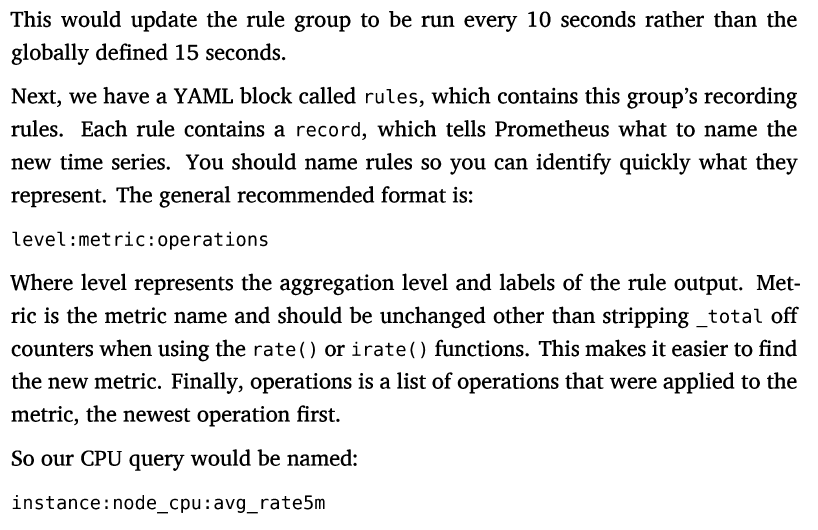 This would update the rule group to be run every 10 seconds rather than the
globally defined 15 seconds.
Next, we have a YAML block called rules, which contains this group’s recording
rules. Each rule contains a record, which tells Prometheus what to name the
new time series. You should name rules so you can identify quickly what they
represent. The general recommended format is:
level:metric:operations
Where level represents the aggregation level and labels of the rule output. Met-
ric is the metric name and should be unchanged other than stripping _total off
counters when using the rate() or irate() functions. This makes it easier to find
the new metric. Finally, operations is a list of operations that were applied to the
metric, the newest operation first.
So our CPU query would be named:
instance:node_cpu:avg_rate5m